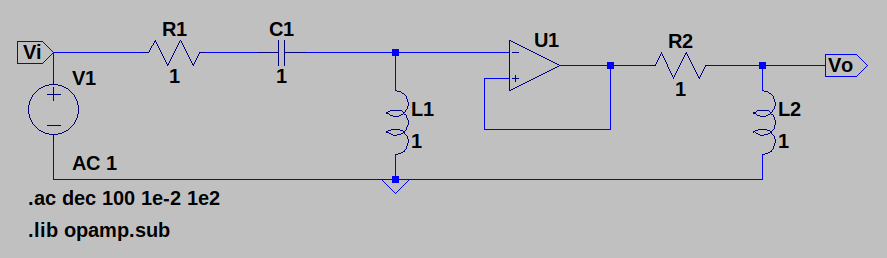 R1 C1 U1 R2
Vi Vo
V1 1 1 1
L1 L2
1 1
AC 1
.ac dec 100 1e-2 1e2
.lib opamp.sub